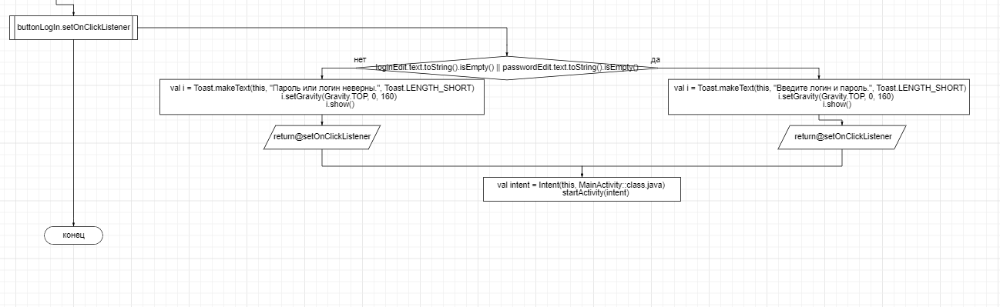 buttonLogIn.setOnClickListener
нет
loginEdit.text.toString().isEmpty() || passwordEdit.text.toString().isEmpty()
да
val i = Toast.makeText(this, "Пароль или логин неверны.", Toast.LENGTH_SHORT)
i.setGravity(Gravity.TOP, 0, 160)
i.show()
val i = Toast.makeText(this, "Введите логин и пароль.", Toast.LENGTH_SHORT)
i.setGravity(Gravity.TOP, 0, 160)
i.show()
return@setOnClickListener
return@setOnClickListener
val intent = Intent(this, MainActivity::class.java)
startActivity(intent)
конец